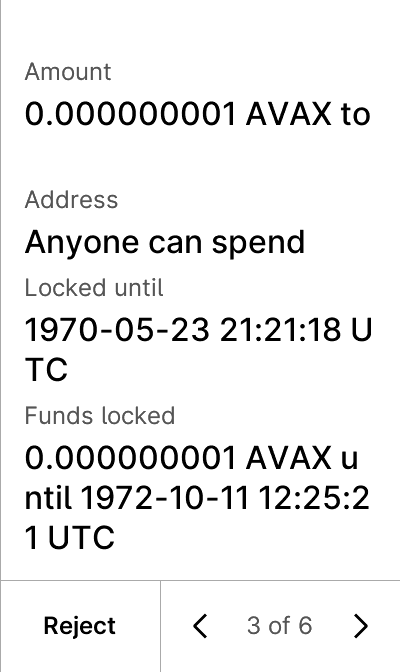 Amount
0.000000001 AVAX to
Address
Anyone can spend
Locked until
1970-05-23 21:21:18 U
TC
Funds locked
0.000000001 AVAX u
ntil 1972-10-11 12:25:2
1 UTC
Reject
3 of 6